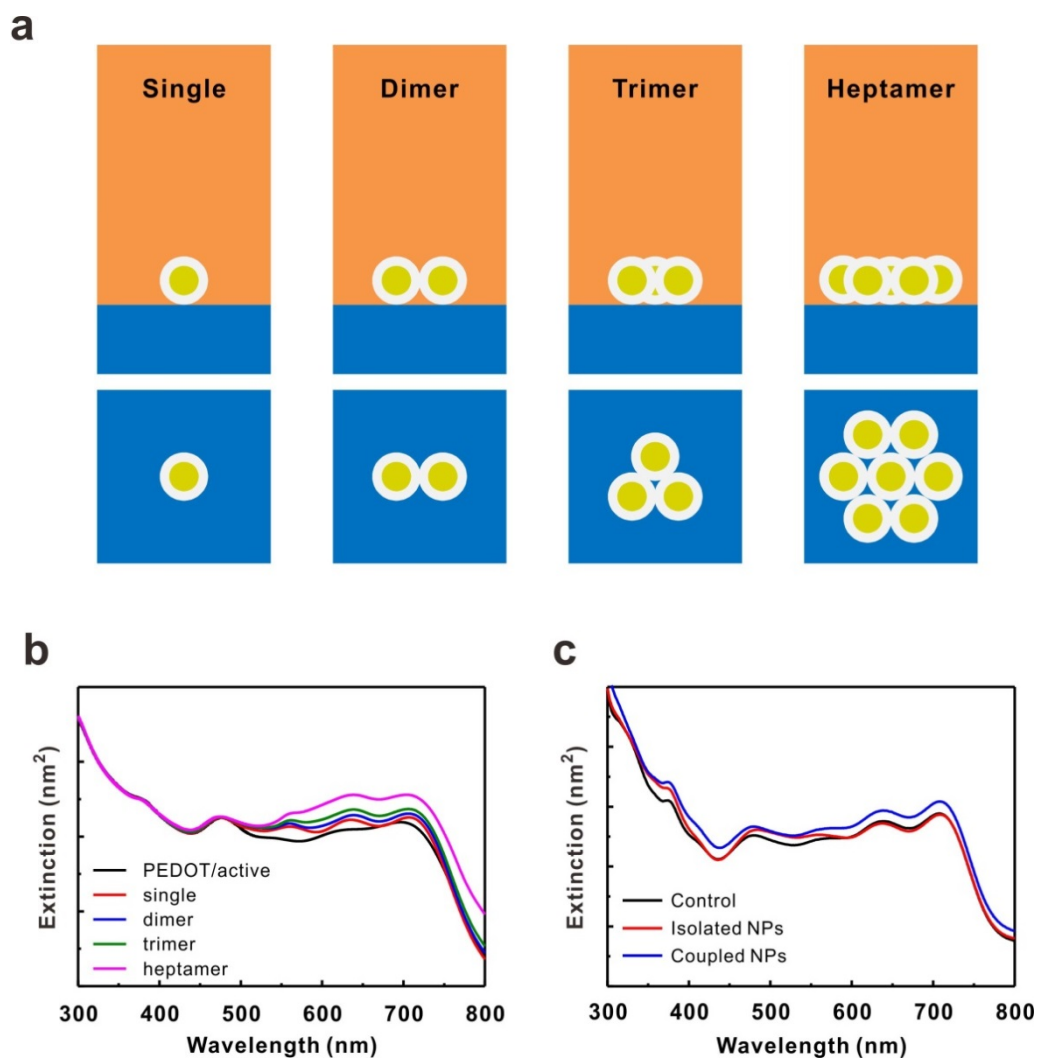 a
Single
Dimer
Trimer
Heptamer
b
Extinction (nm²)
PEDOT/active
single
dimer
trimer
heptamer
300 400 500 600 700 800
Wavelength (nm)
c
Extinction (nm²)
Control
Isolated NPs
Coupled NPs
300 400 500 600 700 800
Wavelength (nm)